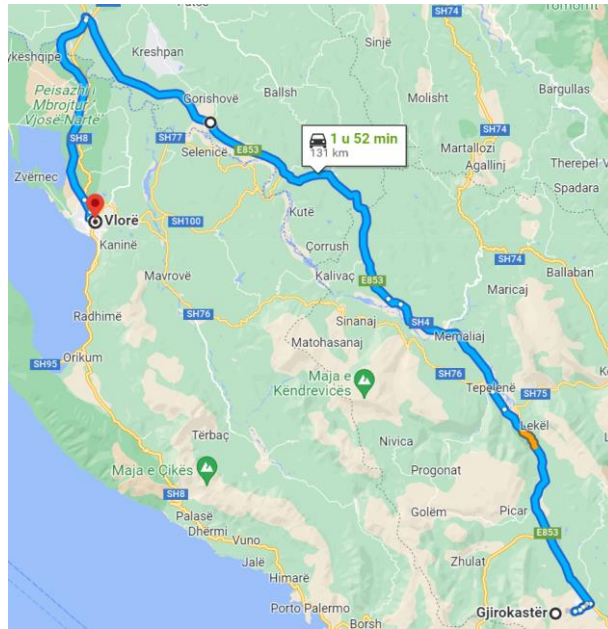 SH74
Kreshpan
Sinjë
ykeshqipe
Ballsh
Molisht
Bargullas
Peisazhi i
Mbrojtur
Vjosë-Nartë
Gorishovë
1 u 52 min
131 km
SH8
SH77
Selenicë
E853
SH74
Martallozi
Agallinj
Therepel
Zvërnec
Spadara
Kutë
Vlorë
SH100
Kaninë
Çorrush
SH74
Mavrovë
Kalivaç
E853
Ballaban
Maricaj
Radhimë
SH76
Sinanaj
SH4
Matohasanaj
Memaliaj
SH95
Orikum
Maja e
Këndrevicës
SH76
SH75
Tepelenë
Tërbaç
Nivica
Lekël
Maja e Çikës
Progonat
SH8
Palasë
Golëm
Picar
Dhërmi
Vuno
E853
Jalë
Zhulat
Himarë
Porto Palermo
Gjirokastër
Borsh